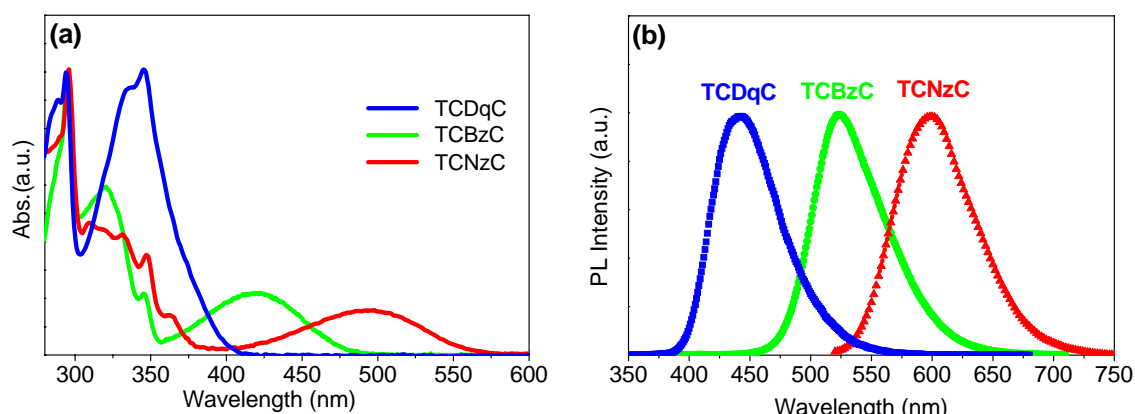 (a)
Abs.(a.u.)
TCDqC
TCBzC
TCNzC
300 350 400 450 500 550 600
Wavelength (nm)
(b)
PL Intensity (a.u.)
TCDqC TCBzC TCNzC
350 400 450 500 550 600 650 700 750
Wavelength (nm)